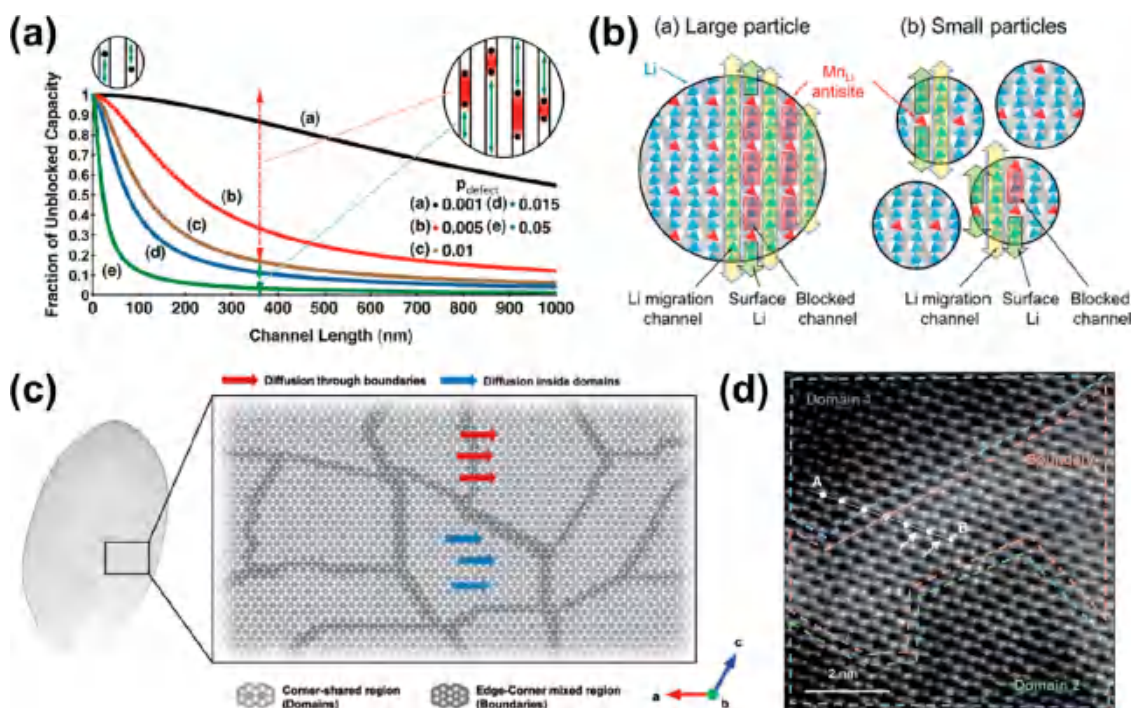 (a)
Fraction of Unblocked Capacity
1
0.9
0.8
0.7
0.6
0.5
0.4
0.3
0.2
0.1
0
0 100 200 300 400 500 600 700 800 900 1000
Channel Length (nm)
(a)
(b)
(c)
(d)
(e)
p defect
(a) • 0.001 (d) • 0.015
(b) • 0.005 (e) • 0.05
(c) • 0.01
(b)
(a) Large particle
(b) Small particles
Li
MnLi
antisite
Li migration
channel
Surface
Li
Blocked
channel
Li migration
channel
Surface
Li
Blocked
channel
(c)
Diffusion through boundaries
Diffusion inside domains
Corner-shared region
(Domains)
Edge-Corner mixed region
(Boundaries)
c
a
b
(d)
Domain 1
Boundary
A
B
2 nm
Domain 2